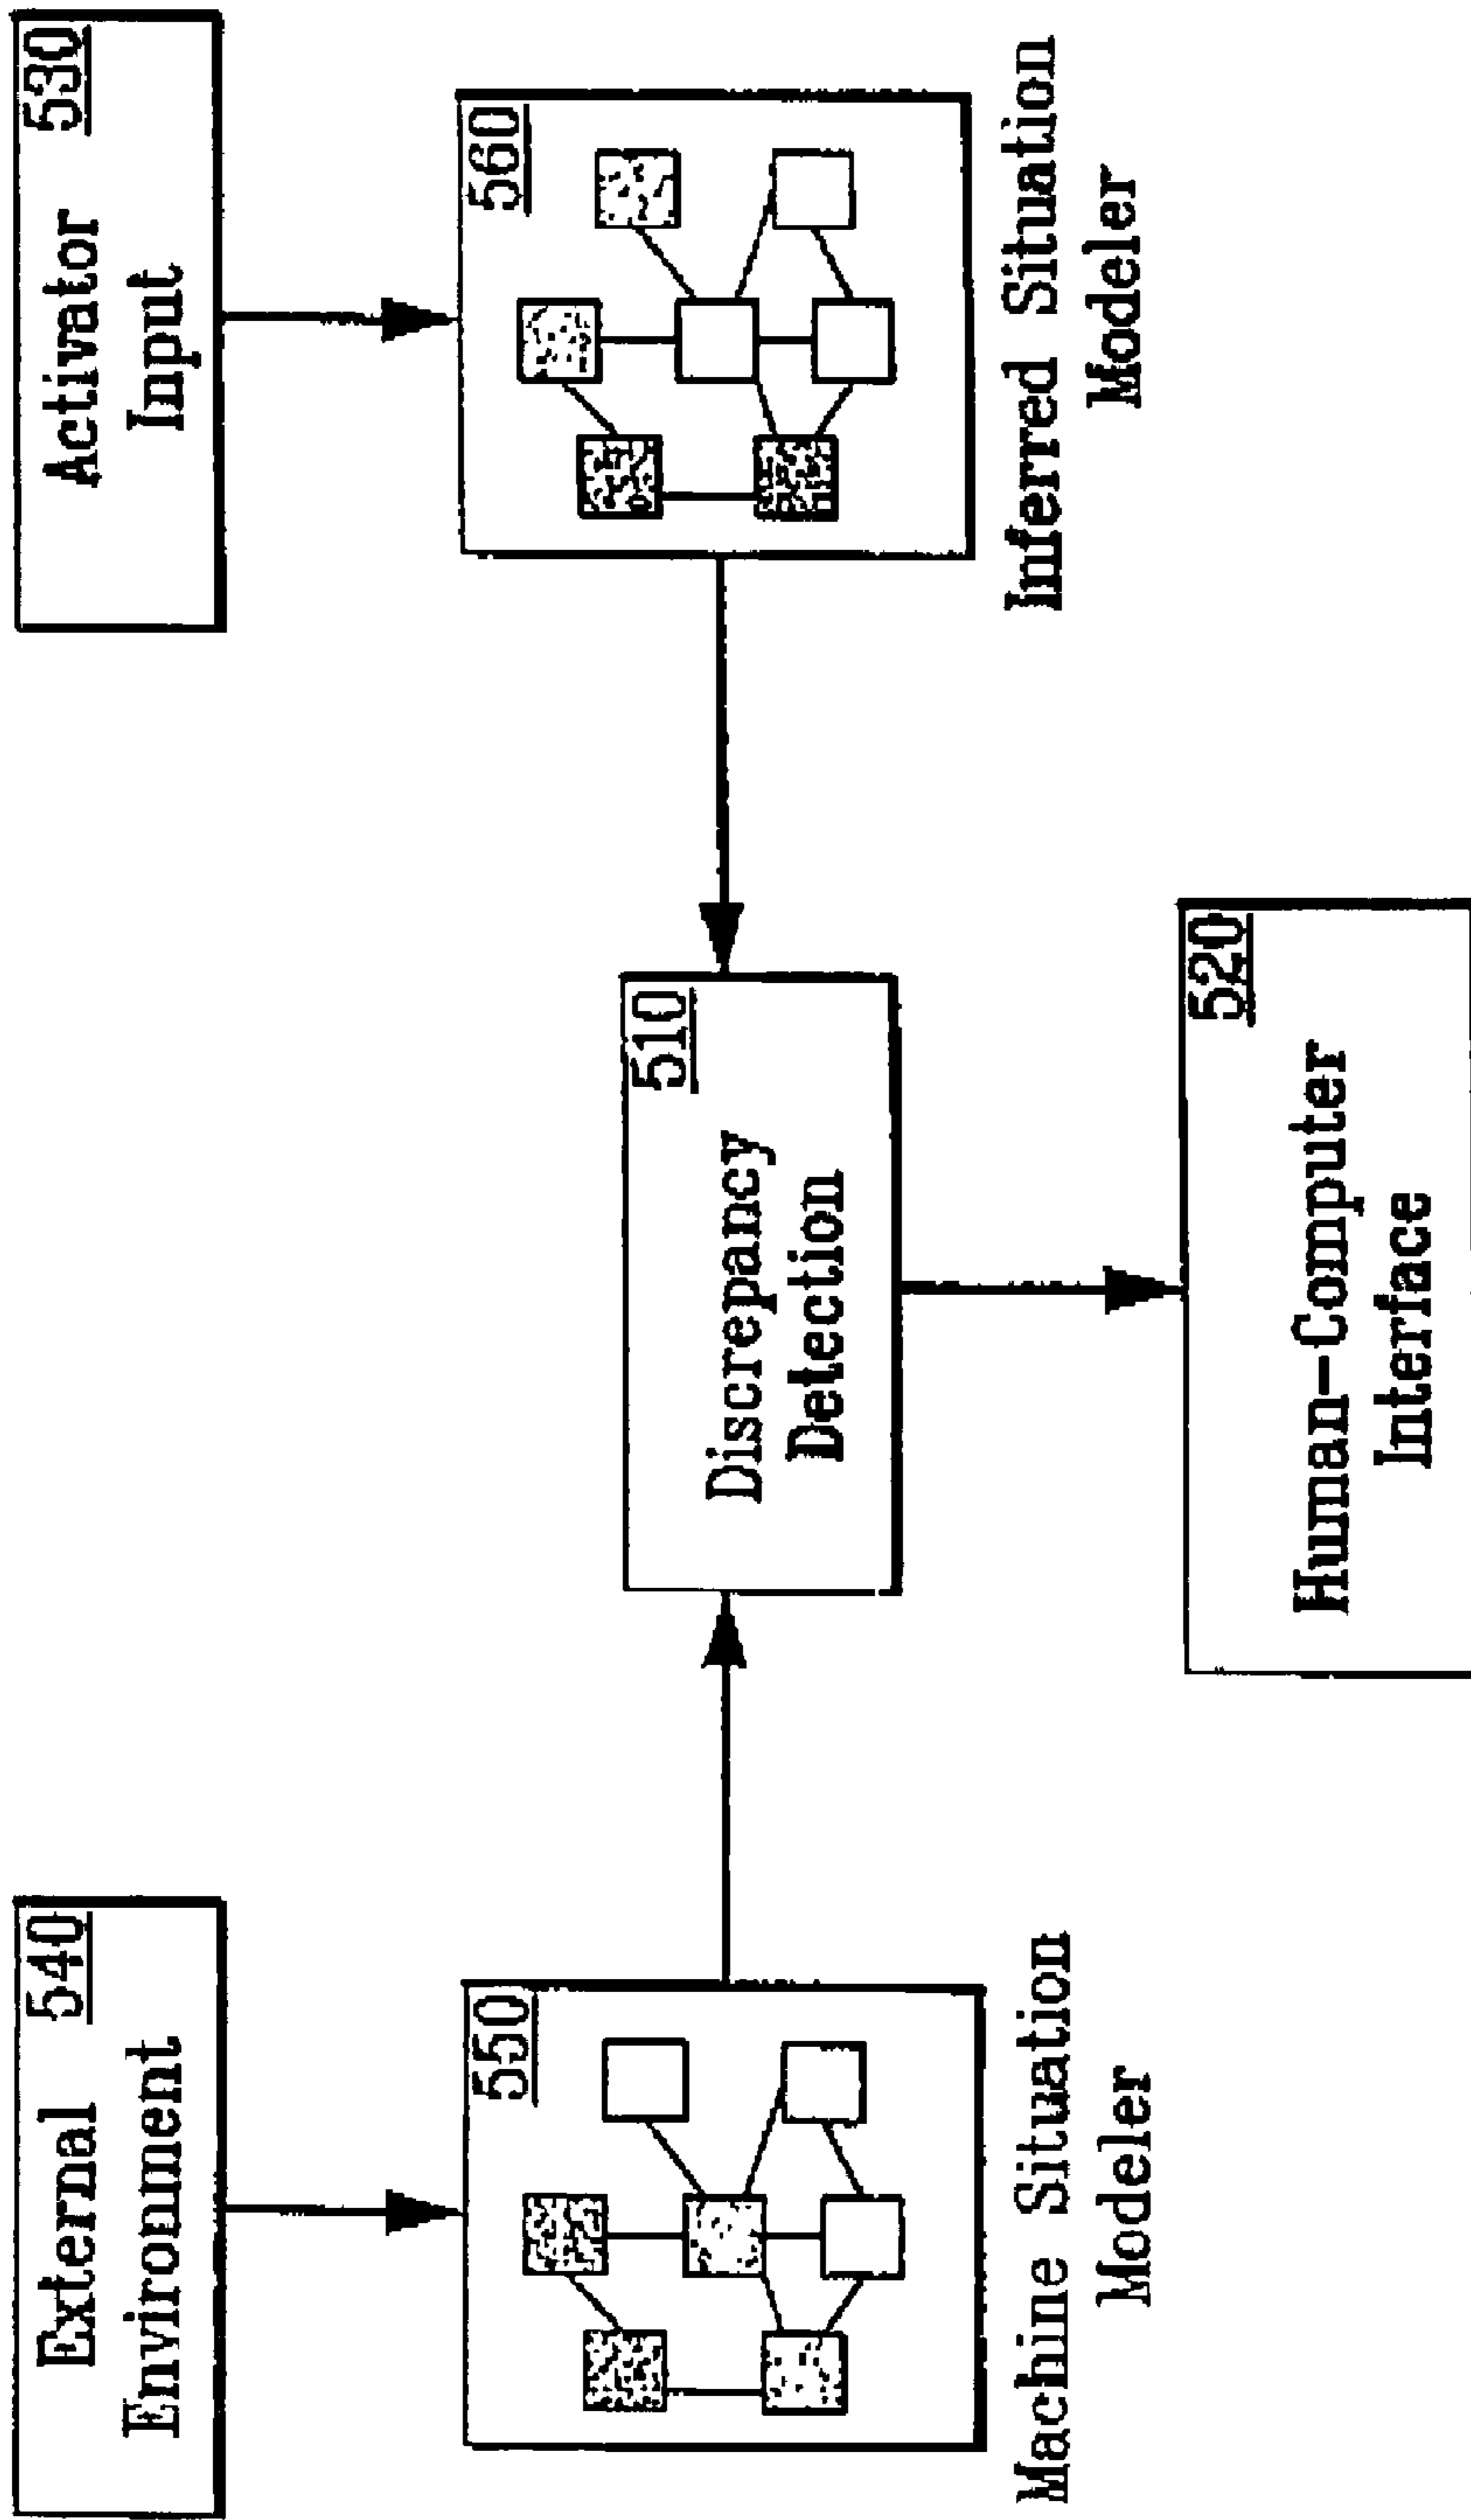 540
External
Environment
530
Activator
Input
550
560
510
Discrepancy
Detection
Machine Situation
Modeler
Inferred Situation
Modeler
520
Human-Computer
Interface